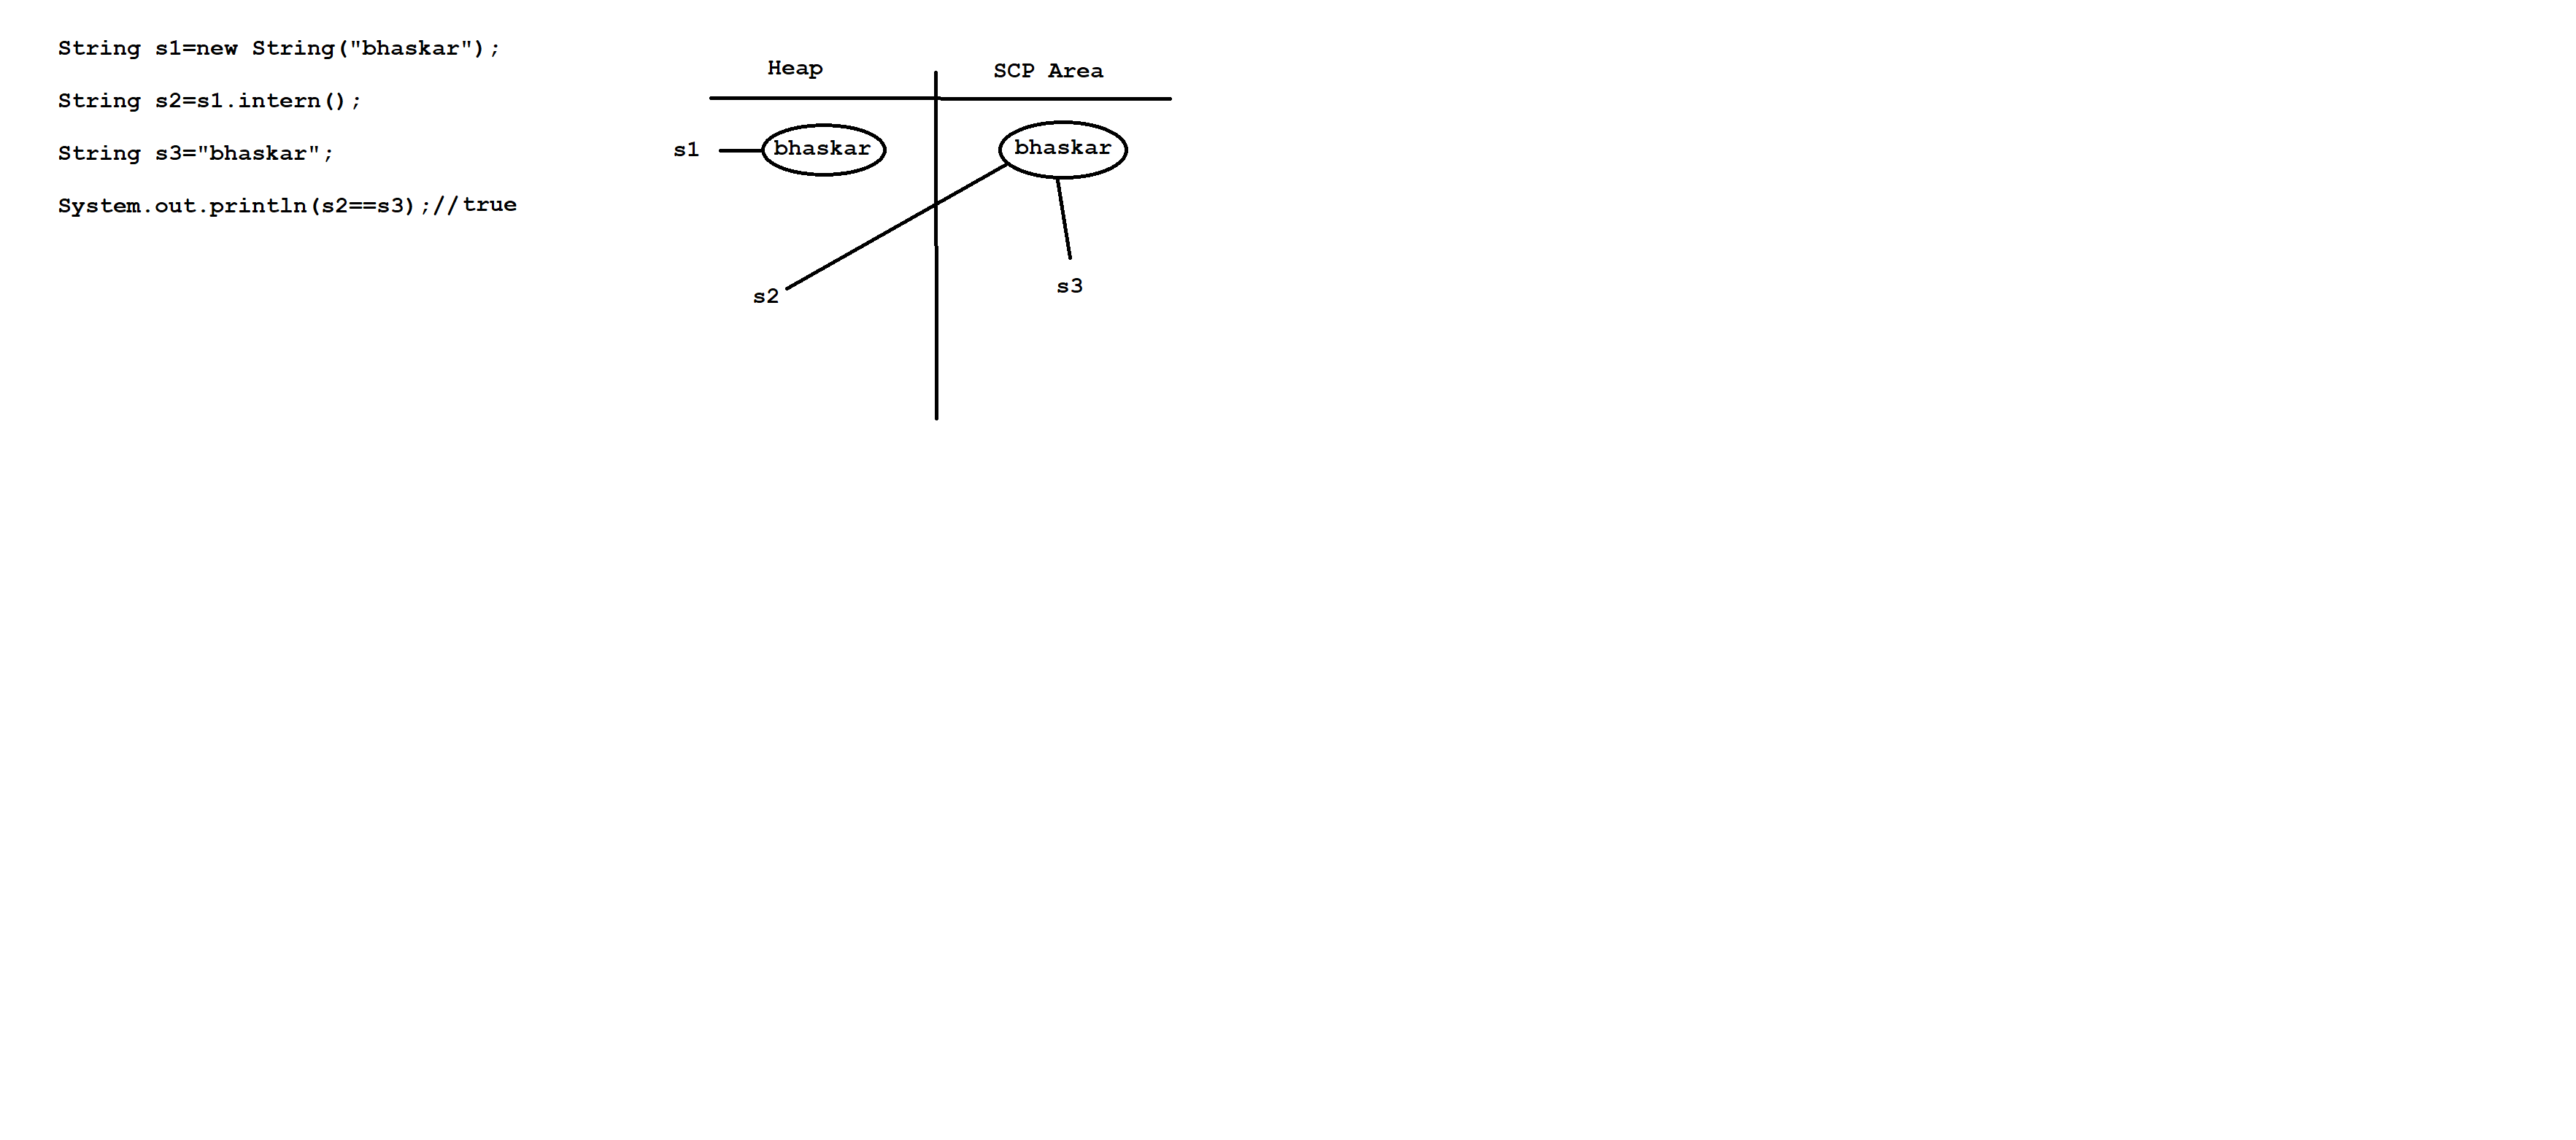 String s1=new String("bhaskar");
String s2=s1.intern();
String s3="bhaskar";
System.out.println(s2==s3);//true
Heap SCP Area
s1 bhaskar bhaskar
s2 s3